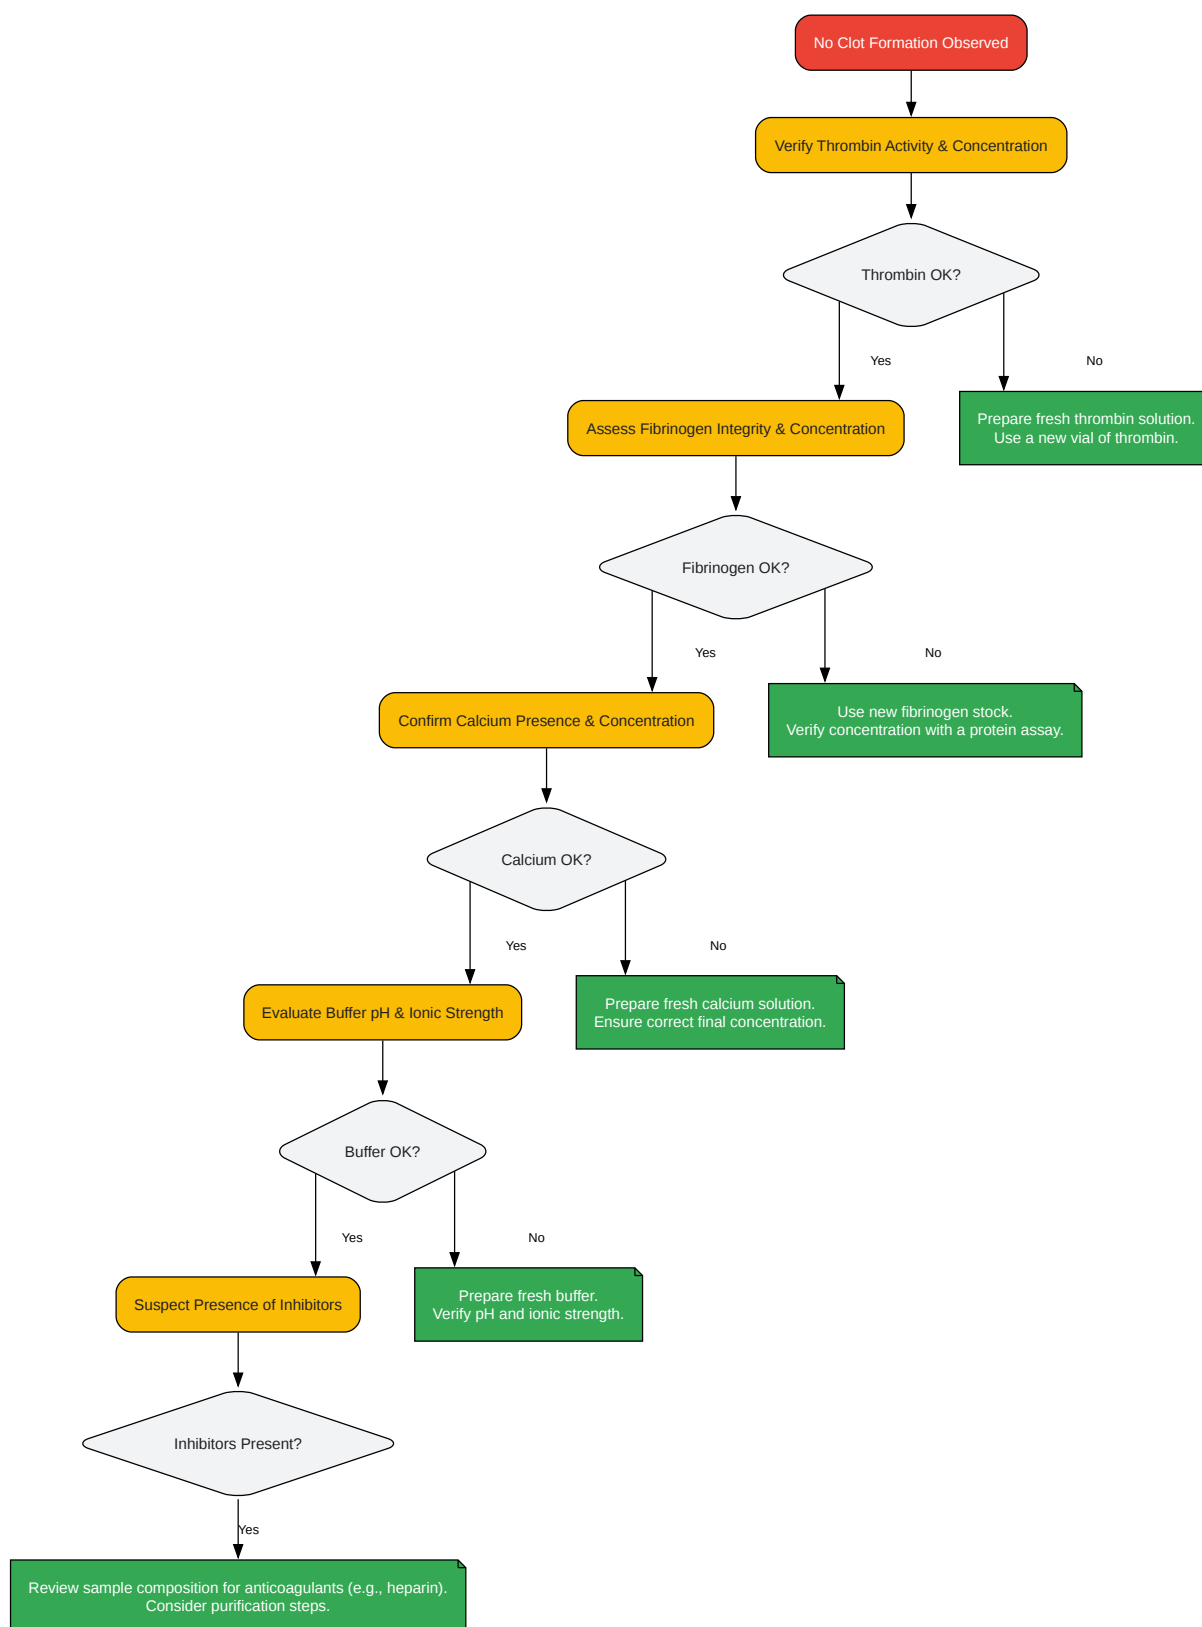 No Clot Formation Observed
Verify Thrombin Activity & Concentration
Thrombin OK?
Yes
No
Assess Fibrinogen Integrity & Concentration
Prepare fresh thrombin solution.
Use a new vial of thrombin.
Fibrinogen OK?
Yes
No
Confirm Calcium Presence & Concentration
Use new fibrinogen stock.
Verify concentration with a protein assay.
Calcium OK?
Yes
No
Evaluate Buffer pH & Ionic Strength
Prepare fresh calcium solution.
Ensure correct final concentration.
Buffer OK?
Yes
No
Suspect Presence of Inhibitors
Prepare fresh buffer.
Verify pH and ionic strength.
Inhibitors Present?
Yes
Review sample composition for anticoagulants (e.g., heparin).
Consider purification steps.